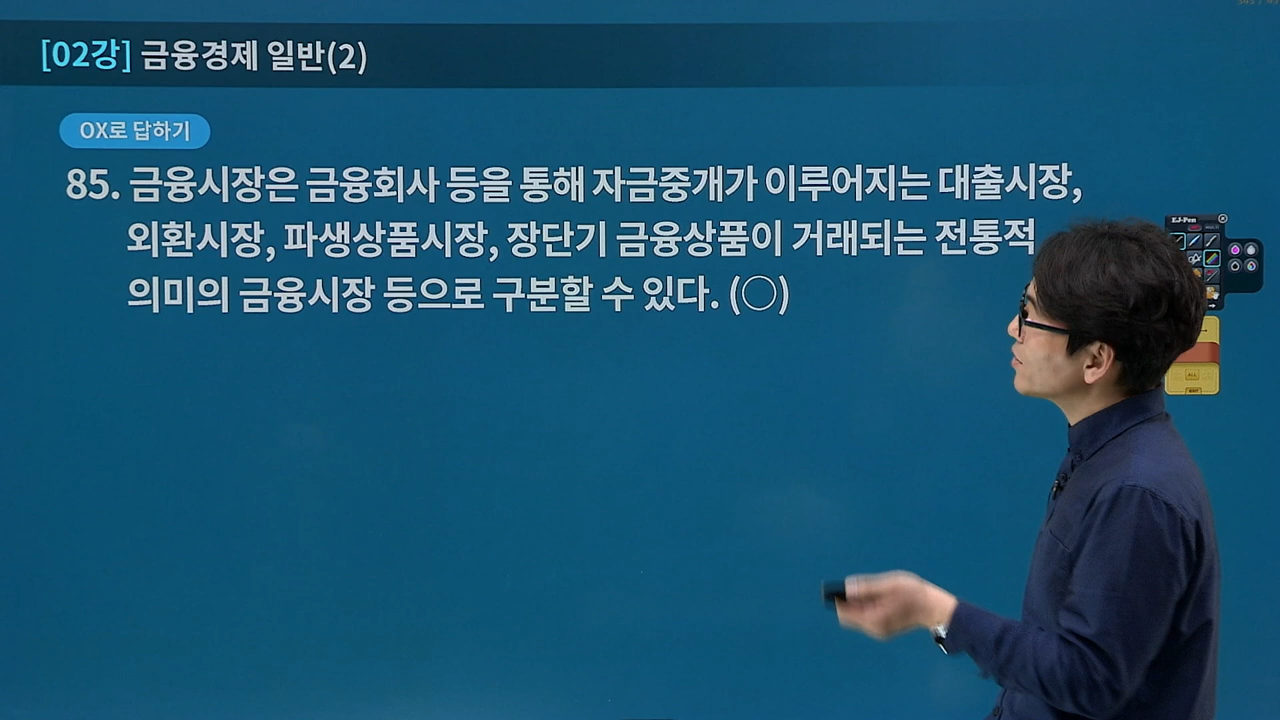 [02강] 금융경제 일반(2)
OX로 답하기
85. 금융시장은 금융회사 등을 통해 자금중개가 이루어지는 대출시장,
외환시장, 파생상품시장, 장단기 금융상품이 거래되는 전통적
의미의 금융시장 등으로 구분할 수 있다. (○)
EJ-Pen
ALL